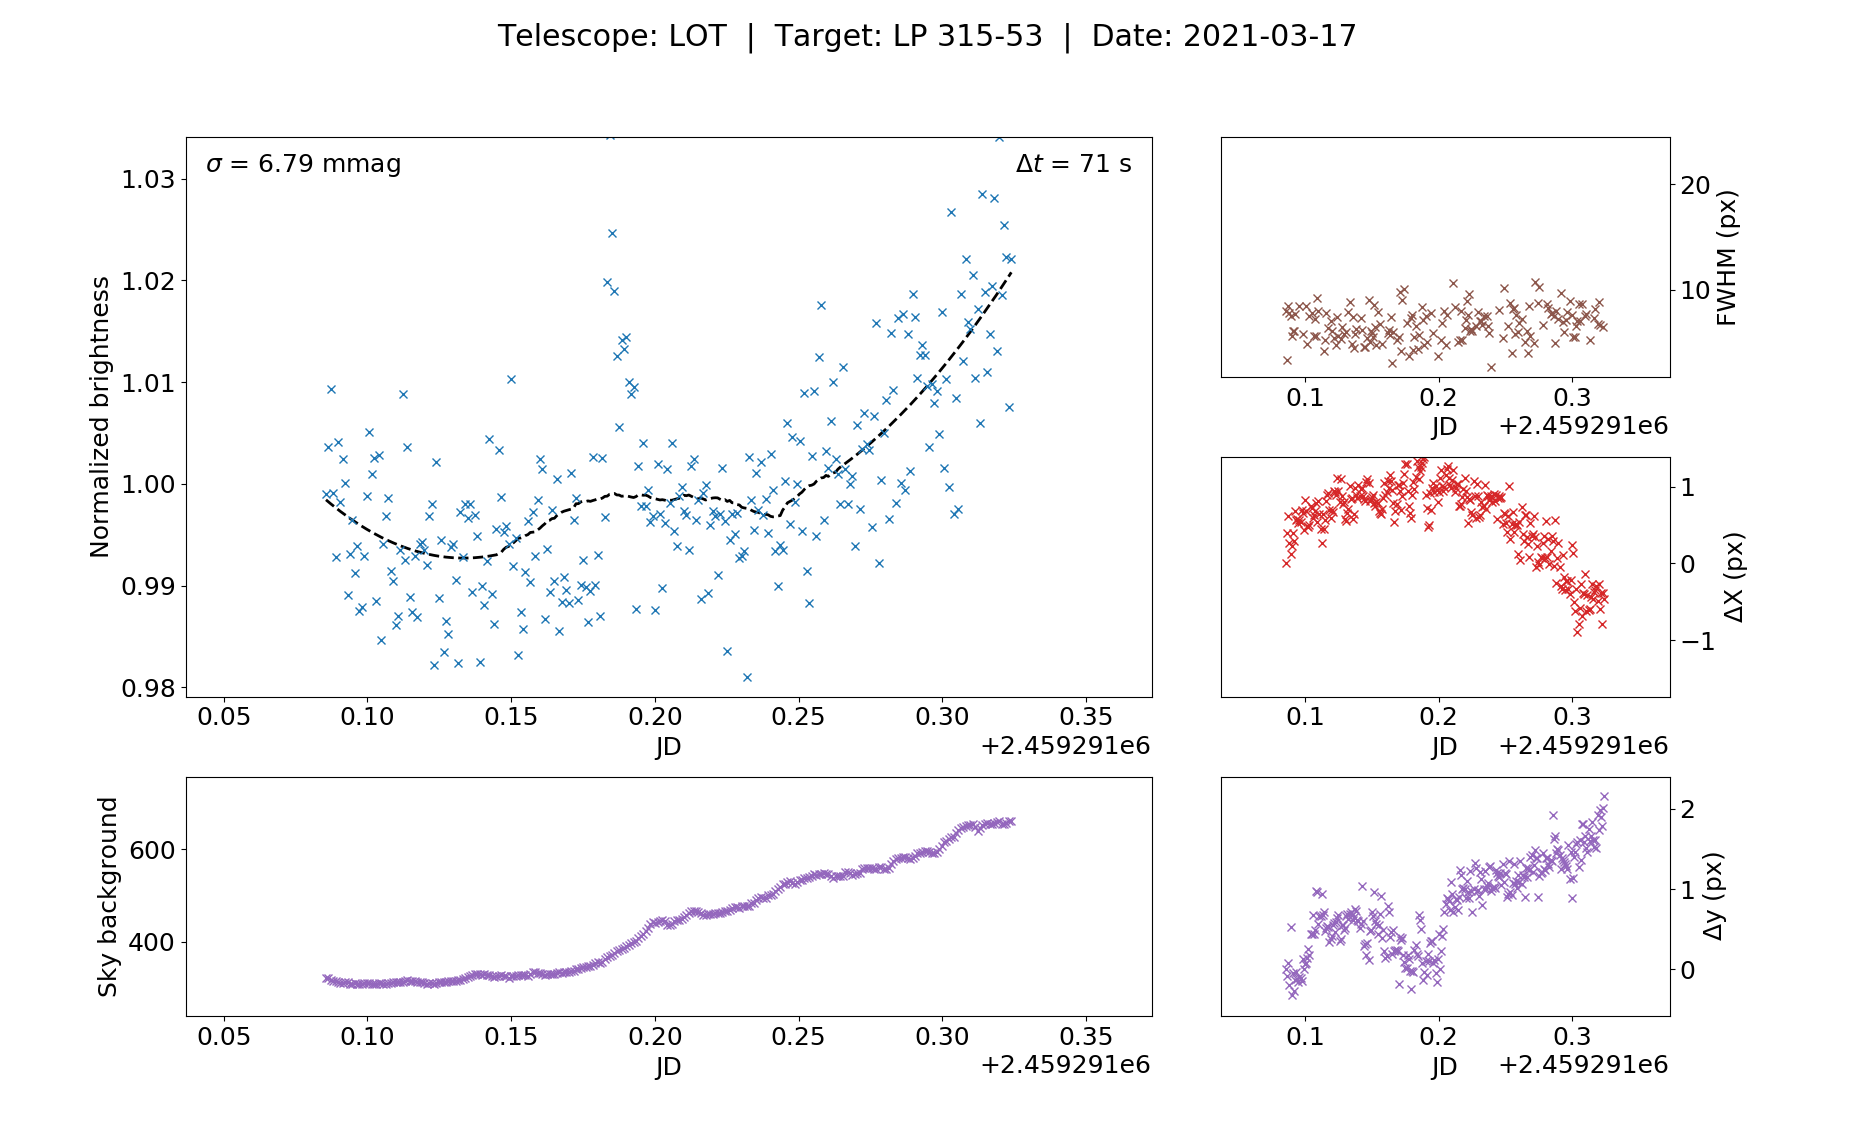 Telescope: LOT | Target: LP 315-53 | Date: 2021-03-17
σ = 6.79 mmag
Δt = 71 s
Normalized brightness
1.03
1.02
1.01
1.00
0.99
0.98
0.05 0.10 0.15 0.20 0.25 0.30 0.35
JD
+2.459291e6
20
10
FWHM (px)
0.1 0.2 0.3
JD
+2.459291e6
1
0
−1
ΔX (px)
0.1 0.2 0.3
JD
+2.459291e6
Sky background
600
400
0.05 0.10 0.15 0.20 0.25 0.30 0.35
JD
+2.459291e6
2
1
0
Δy (px)
0.1 0.2 0.3
JD
+2.459291e6